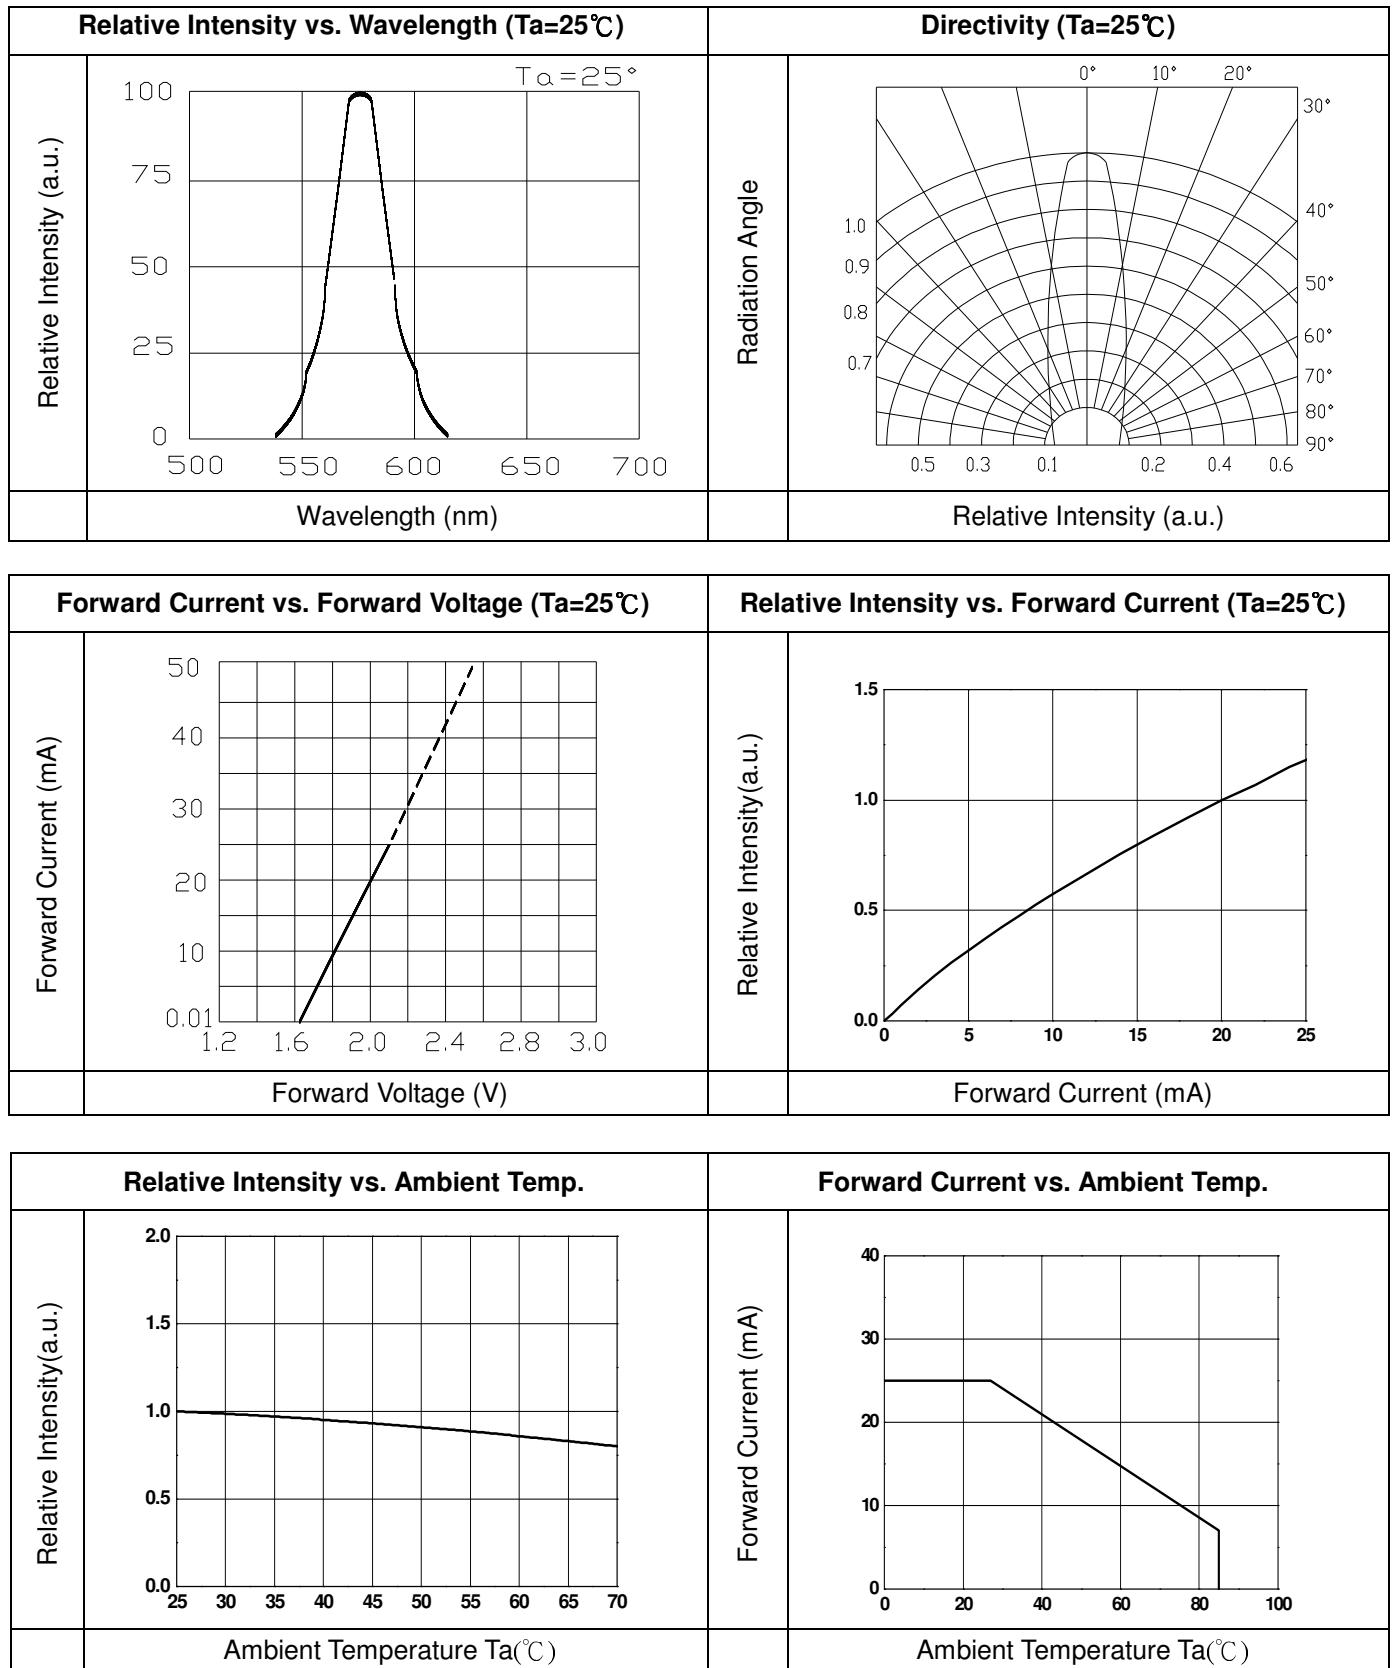 Relative Intensity vs. Wavelength (Ta=25℃)
Directivity (Ta=25℃)
Relative Intensity (a.u.)
Ta=25°
100
75
50
25
0
500 550 600 650 700
Wavelength (nm)
Radiation Angle
0° 10° 20°
30°
40°
50°
60°
70°
80°
90°
1.0
0.9
0.8
0.7
0.5 0.3 0.1 0.2 0.4 0.6
Relative Intensity (a.u.)
Forward Current vs. Forward Voltage (Ta=25℃)
Relative Intensity vs. Forward Current (Ta=25℃)
Forward Current (mA)
50
40
30
20
10
0.01
1.2 1.6 2.0 2.4 2.8 3.0
Forward Voltage (V)
Relative Intensity(a.u.)
1.5
1.0
0.5
0.0
0 5 10 15 20 25
Forward Current (mA)
Relative Intensity vs. Ambient Temp.
Forward Current vs. Ambient Temp.
Relative Intensity(a.u.)
2.0
1.5
1.0
0.5
0.0
25 30 35 40 45 50 55 60 65 70
Ambient Temperature Ta(℃)
Forward Current (mA)
40
30
20
10
0
0 20 40 60 80 100
Ambient Temperature Ta(℃)